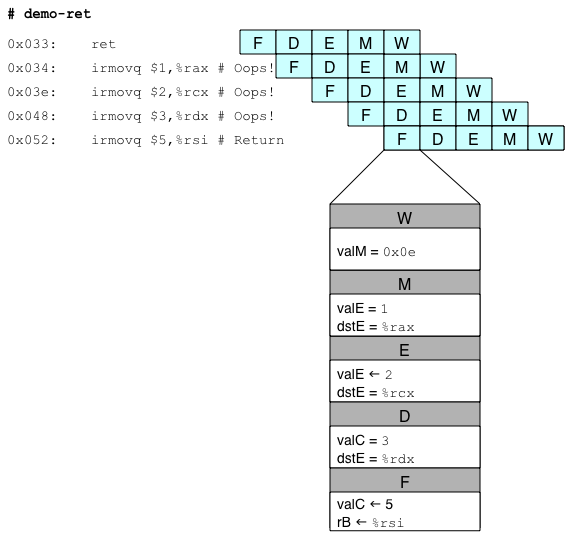 # demo-ret
0x033: ret F D E M W
0x034: irmovq $1,%rax # Oops! F D E M W
0x03e: irmovq $2,%rcx # Oops! F D E M W
0x048: irmovq $3,%rdx # Oops! F D E M W
0x052: irmovq $5,%rsi # Return F D E M W
W
valM = 0x0e
M
valE = 1
dstE = %rax
E
valE ← 2
dstE = %rcx
D
valC = 3
dstE = %rdx
F
valC ← 5
rB ← %rsi